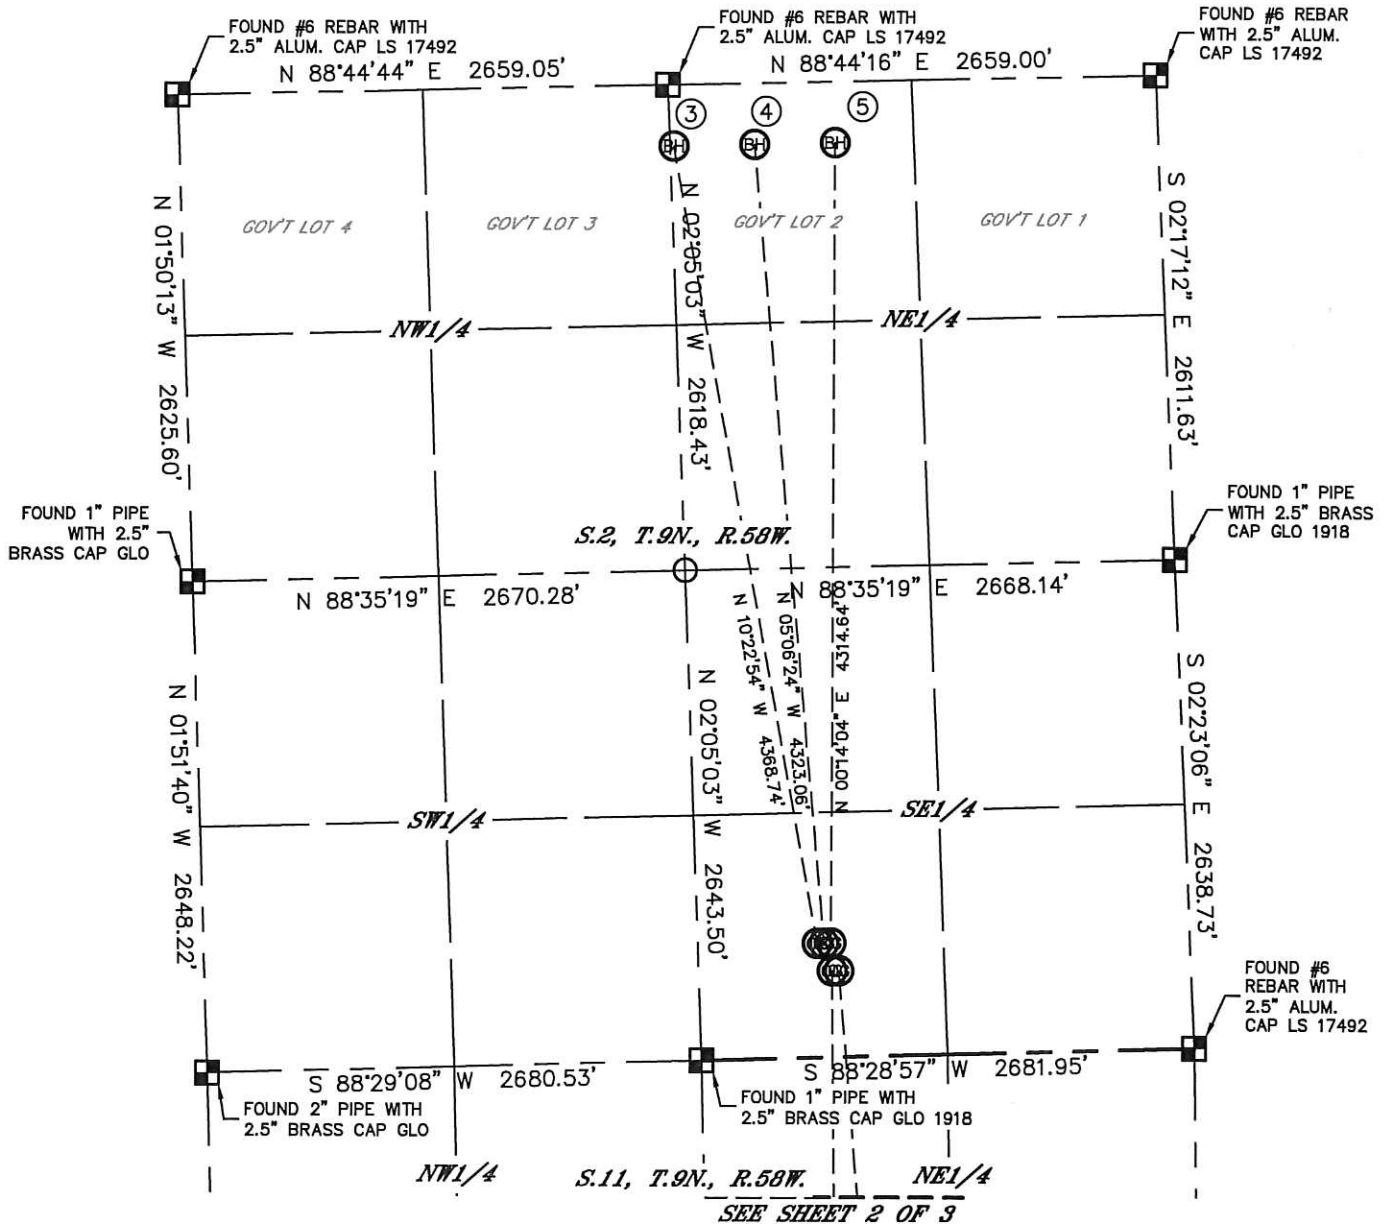 FOUND #6 REBAR WITH
2.5" ALUM. CAP LS 17492
FOUND #6 REBAR WITH
2.5" ALUM. CAP LS 17492
FOUND #6 REBAR
WITH 2.5" ALUM.
CAP LS 17492
N 88°44'44" E 2659.05'
N 88°44'16" E 2659.00'
3
4
5
BH
BH
BH
N 01°50'13" W 2625.60'
GOV'T LOT 4
GOV'T LOT 3
N 02°05'03" W 2618.43'
GOV'T LOT 2
GOV'T LOT 1
S 02°17'12" E 2611.63'
NW1/4
NE1/4
FOUND 1" PIPE
WITH 2.5"
BRASS CAP GLO
S.2, T.9N., R.58W.
FOUND 1" PIPE
WITH 2.5" BRASS
CAP GLO 1918
N 88°35'19" E 2670.28'
N 88°35'19" E 2668.14'
N 10°22'54" W 4368.74'
N 05°06'24" W 4323.06'
N 00°14'04" E 4314.64'
N 01°51'40" W 2648.22'
N 02°05'03" W 2643.50'
S 02°23'06" E 2638.73'
SW1/4
SE1/4
FOUND #6
REBAR WITH
2.5" ALUM.
CAP LS 17492
S 88°29'08" W 2680.53'
S 88°28'57" W 2681.95'
FOUND 2" PIPE WITH
2.5" BRASS CAP GLO
FOUND 1" PIPE WITH
2.5" BRASS CAP GLO 1918
NW1/4
S.11, T.9N., R.58W.
NE1/4
SEE SHEET 2 OF 3